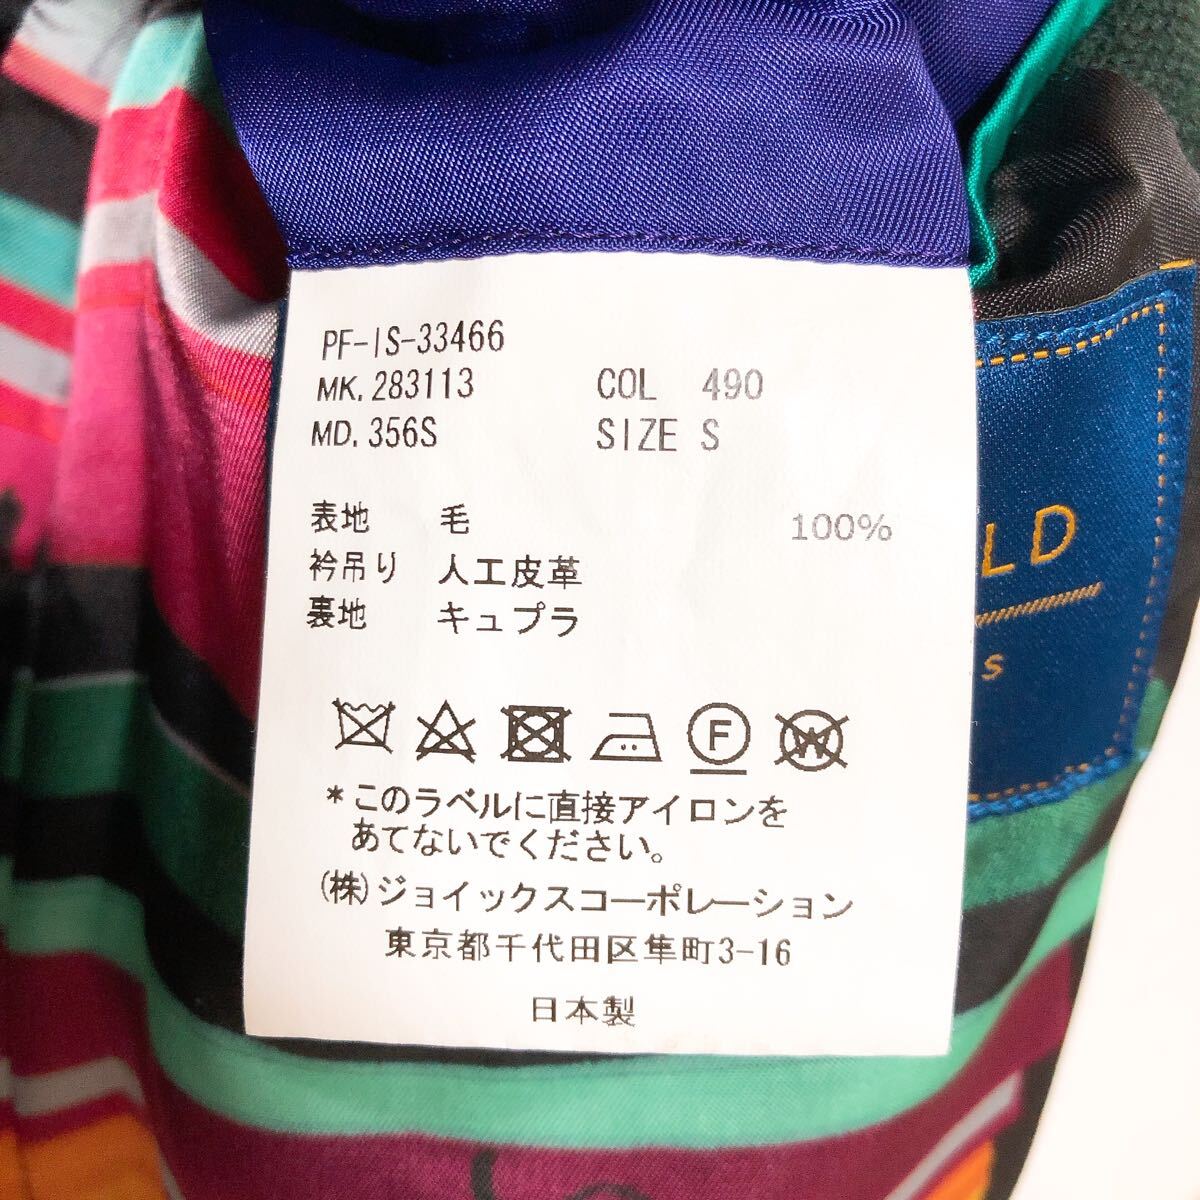 PF-IS-33466
MK. 283113 COL 490
MD. 356S SIZE S
表地 毛 100%
衿吊り 人工皮革
裏地 キュプラ
F W
*このラベルに直接アイロンを
あてないでください。
(株)ジョイックスコーポレーション
東京都千代田区隼町3-16
日本製
LD
s